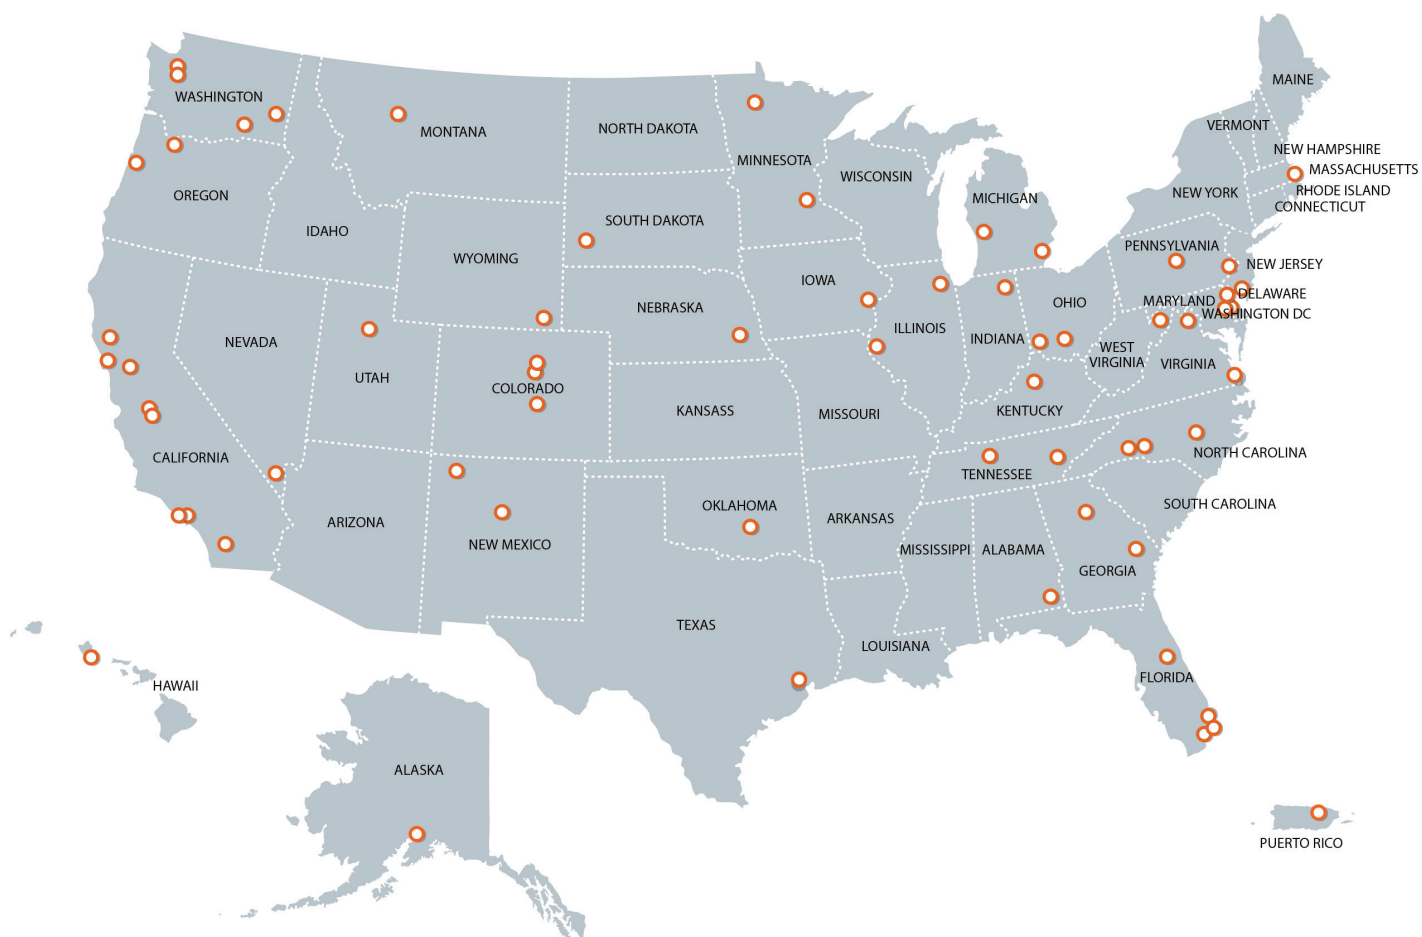 MAINE
WASHINGTON
VERMONT
MONTANA
NORTH DAKOTA
NEW HAMPSHIRE
MINNESOTA
MASSACHUSETTS
WISCONSIN
NEW YORK
RHODE ISLAND
OREGON
MICHIGAN
CONNECTICUT
SOUTH DAKOTA
IDAHO
PENNSYLVANIA
WYOMING
NEW JERSEY
IOWA
DELAWARE
NEBRASKA
MARYLAND
OHIO
WASHINGTON DC
ILLINOIS
NEVADA
INDIANA
WEST
VIRGINIA
VIRGINIA
UTAH
COLORADO
KANSASS
MISSOURI
KENTUCKY
CALIFORNIA
NORTH CAROLINA
TENNESSEE
OKLAHOMA
SOUTH CAROLINA
ARIZONA
ARKANSAS
NEW MEXICO
MISSISSIPPI
ALABAMA
GEORGIA
TEXAS
LOUISIANA
FLORIDA
HAWAII
ALASKA
PUERTO RICO